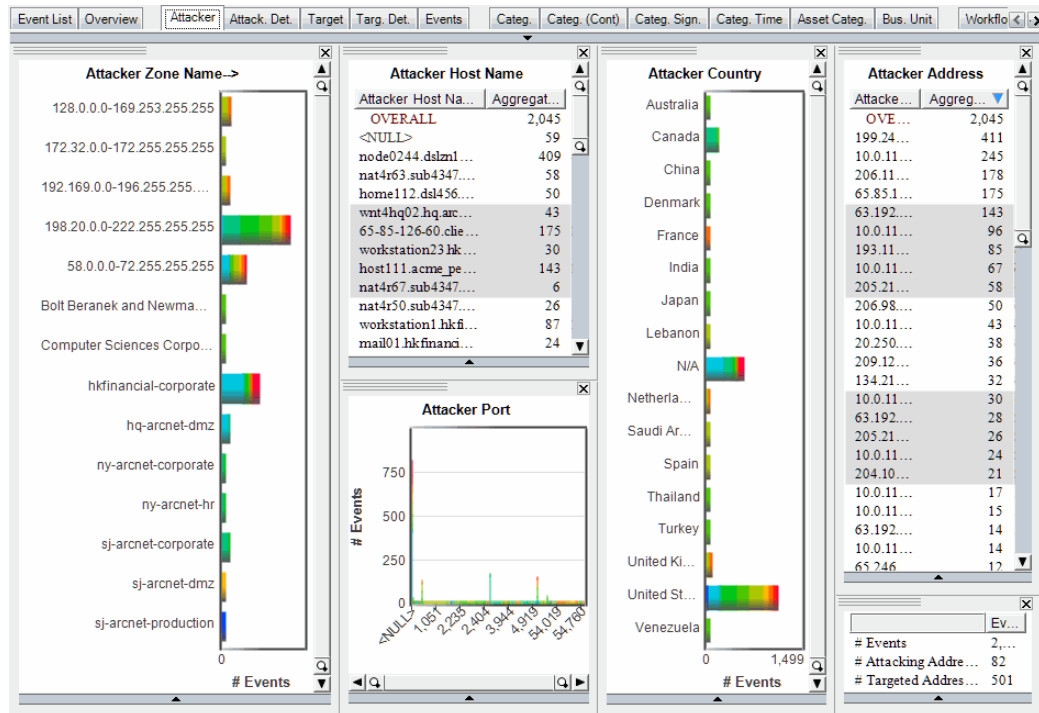 Event List Overview Attacker Attack. Det. Target Targ. Det. Events Categ. Categ. (Cont) Categ. Sign. Categ. Time Asset Categ. Bus. Unit Workflo
Attacker Zone Name-->
128.0.0.0-169.253.255.255
172.32.0.0-172.255.255.255
192.169.0.0-196.255.255....
198.20.0.0-222.255.255.255
58.0.0.0-72.255.255.255
Bolt Beranek and Newma...
Computer Sciences Corpo...
hkfinancial-corporate
hq-arcnet-dmz
ny-arcnet-corporate
ny-arcnet-hr
sj-arcnet-corporate
sj-arcnet-dmz
sj-arcnet-production
0
# Events
Attacker Host Name
Attacker Host Na... Aggregat...
OVERALL 2,045
<NULL> 59
node0244.dslzn1... 409
nat4r63.sub4347.... 58
home112.dsl456.... 50
wnt4hq02.hq.arc... 43
65-85-126-60.clie... 175
workstation23.hk... 30
host111.acme_pe... 143
nat4r67.sub4347.... 6
nat4r50.sub4347.... 26
workstation1.hkfi... 87
mail01.hkfinanci... 24
Attacker Port
# Events
750
500
250
0
<NULL> 1,051 2,235 2,404 3,944 4,919 54,019 54,760
Attacker Country
Australia
Canada
China
Denmark
France
India
Japan
Lebanon
N/A
Netherla...
Saudi Ar...
Spain
Thailand
Turkey
United Ki...
United St...
Venezuela
0 1,499
# Events
Attacker Address
Attacke... Aggreg...
OVE... 2,045
199.24... 411
10.0.11... 245
206.11... 178
65.85.1... 175
63.192.... 143
10.0.11... 96
193.11... 85
10.0.11... 67
205.21... 58
206.98... 50
10.0.11... 43
20.250.... 38
209.12... 36
134.21... 32
10.0.11... 30
63.192.... 28
205.21... 26
10.0.11... 24
204.10... 21
10.0.11... 17
10.0.11... 15
63.192.... 14
10.0.11... 14
65.246.... 12
Ev...
# Events 2,...
# Attacking Addre... 82
# Targeted Addres... 501